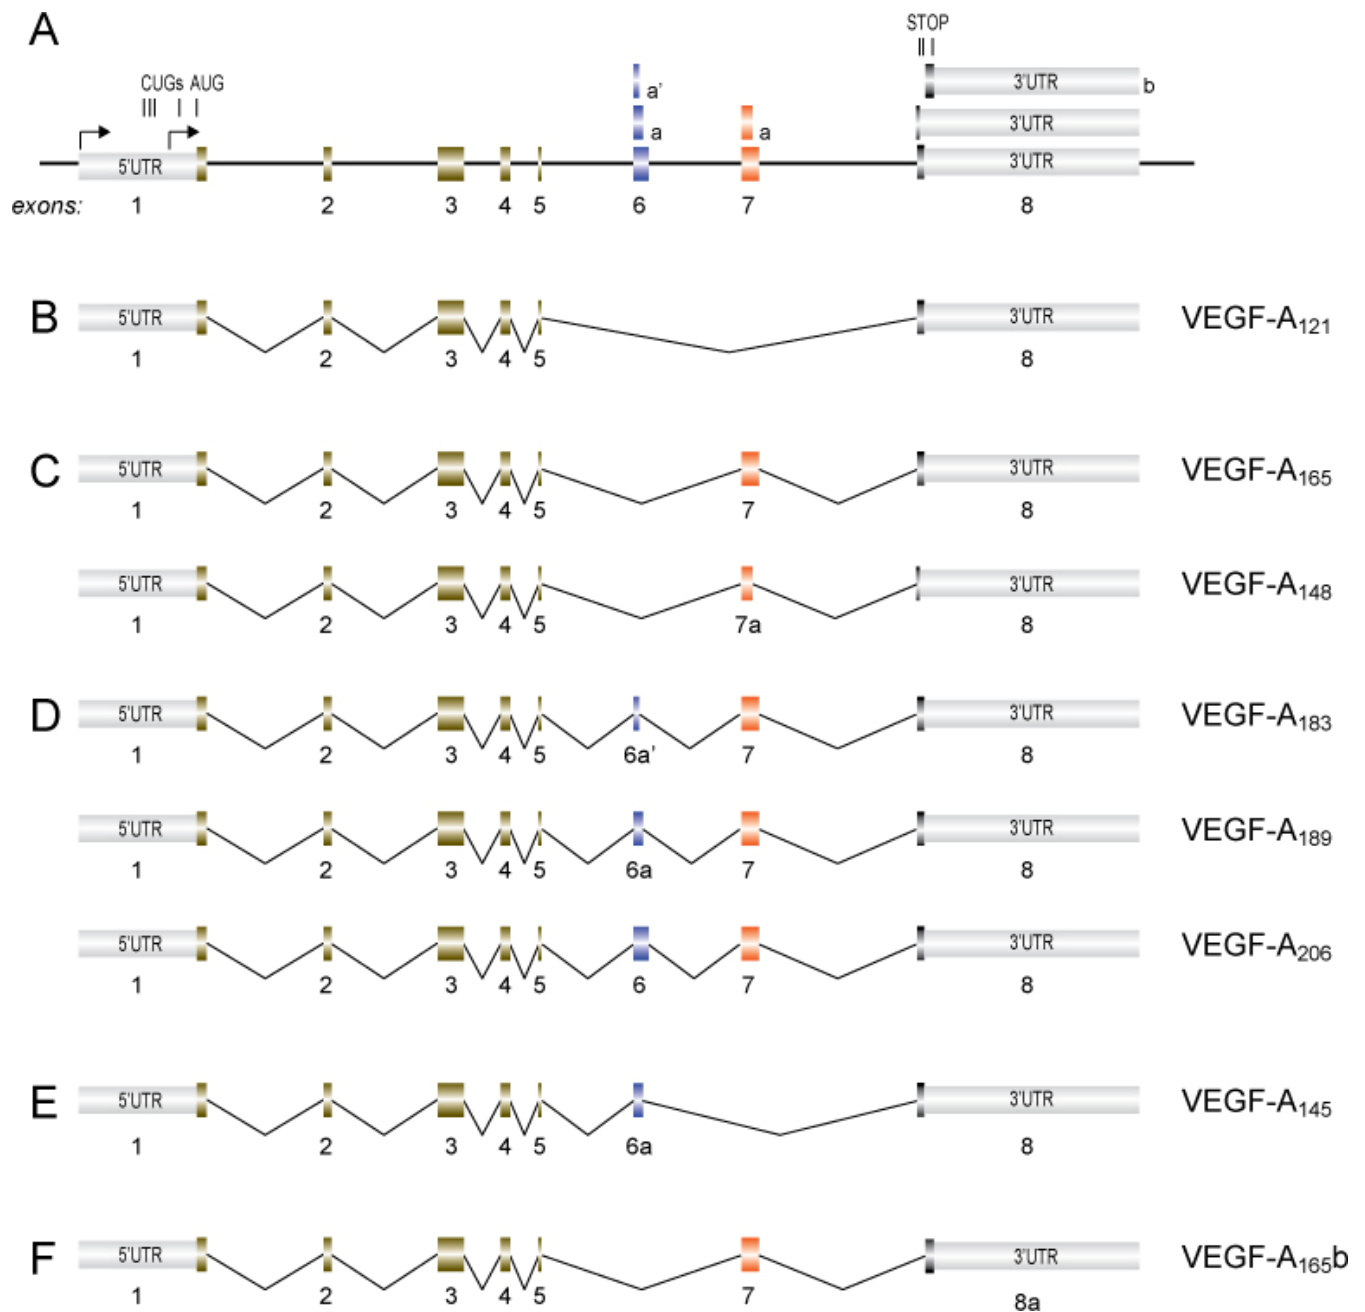 A
STOP
CUGs AUG
a'
3'UTR
b
a
a
3'UTR
5'UTR
3'UTR
exons:
1
2
3
4
5
6
7
8
B
5'UTR
3'UTR
VEGF-A121
1
2
3
4
5
8
C
5'UTR
3'UTR
VEGF-A165
1
2
3
4
5
7
8
5'UTR
3'UTR
VEGF-A148
1
2
3
4
5
7a
8
D
5'UTR
3'UTR
VEGF-A183
1
2
3
4
5
6a'
7
8
5'UTR
3'UTR
VEGF-A189
1
2
3
4
5
6a
7
8
5'UTR
3'UTR
VEGF-A206
1
2
3
4
5
6
7
8
E
5'UTR
3'UTR
VEGF-A145
1
2
3
4
5
6a
8
F
5'UTR
3'UTR
VEGF-A165b
1
2
3
4
5
7
8a